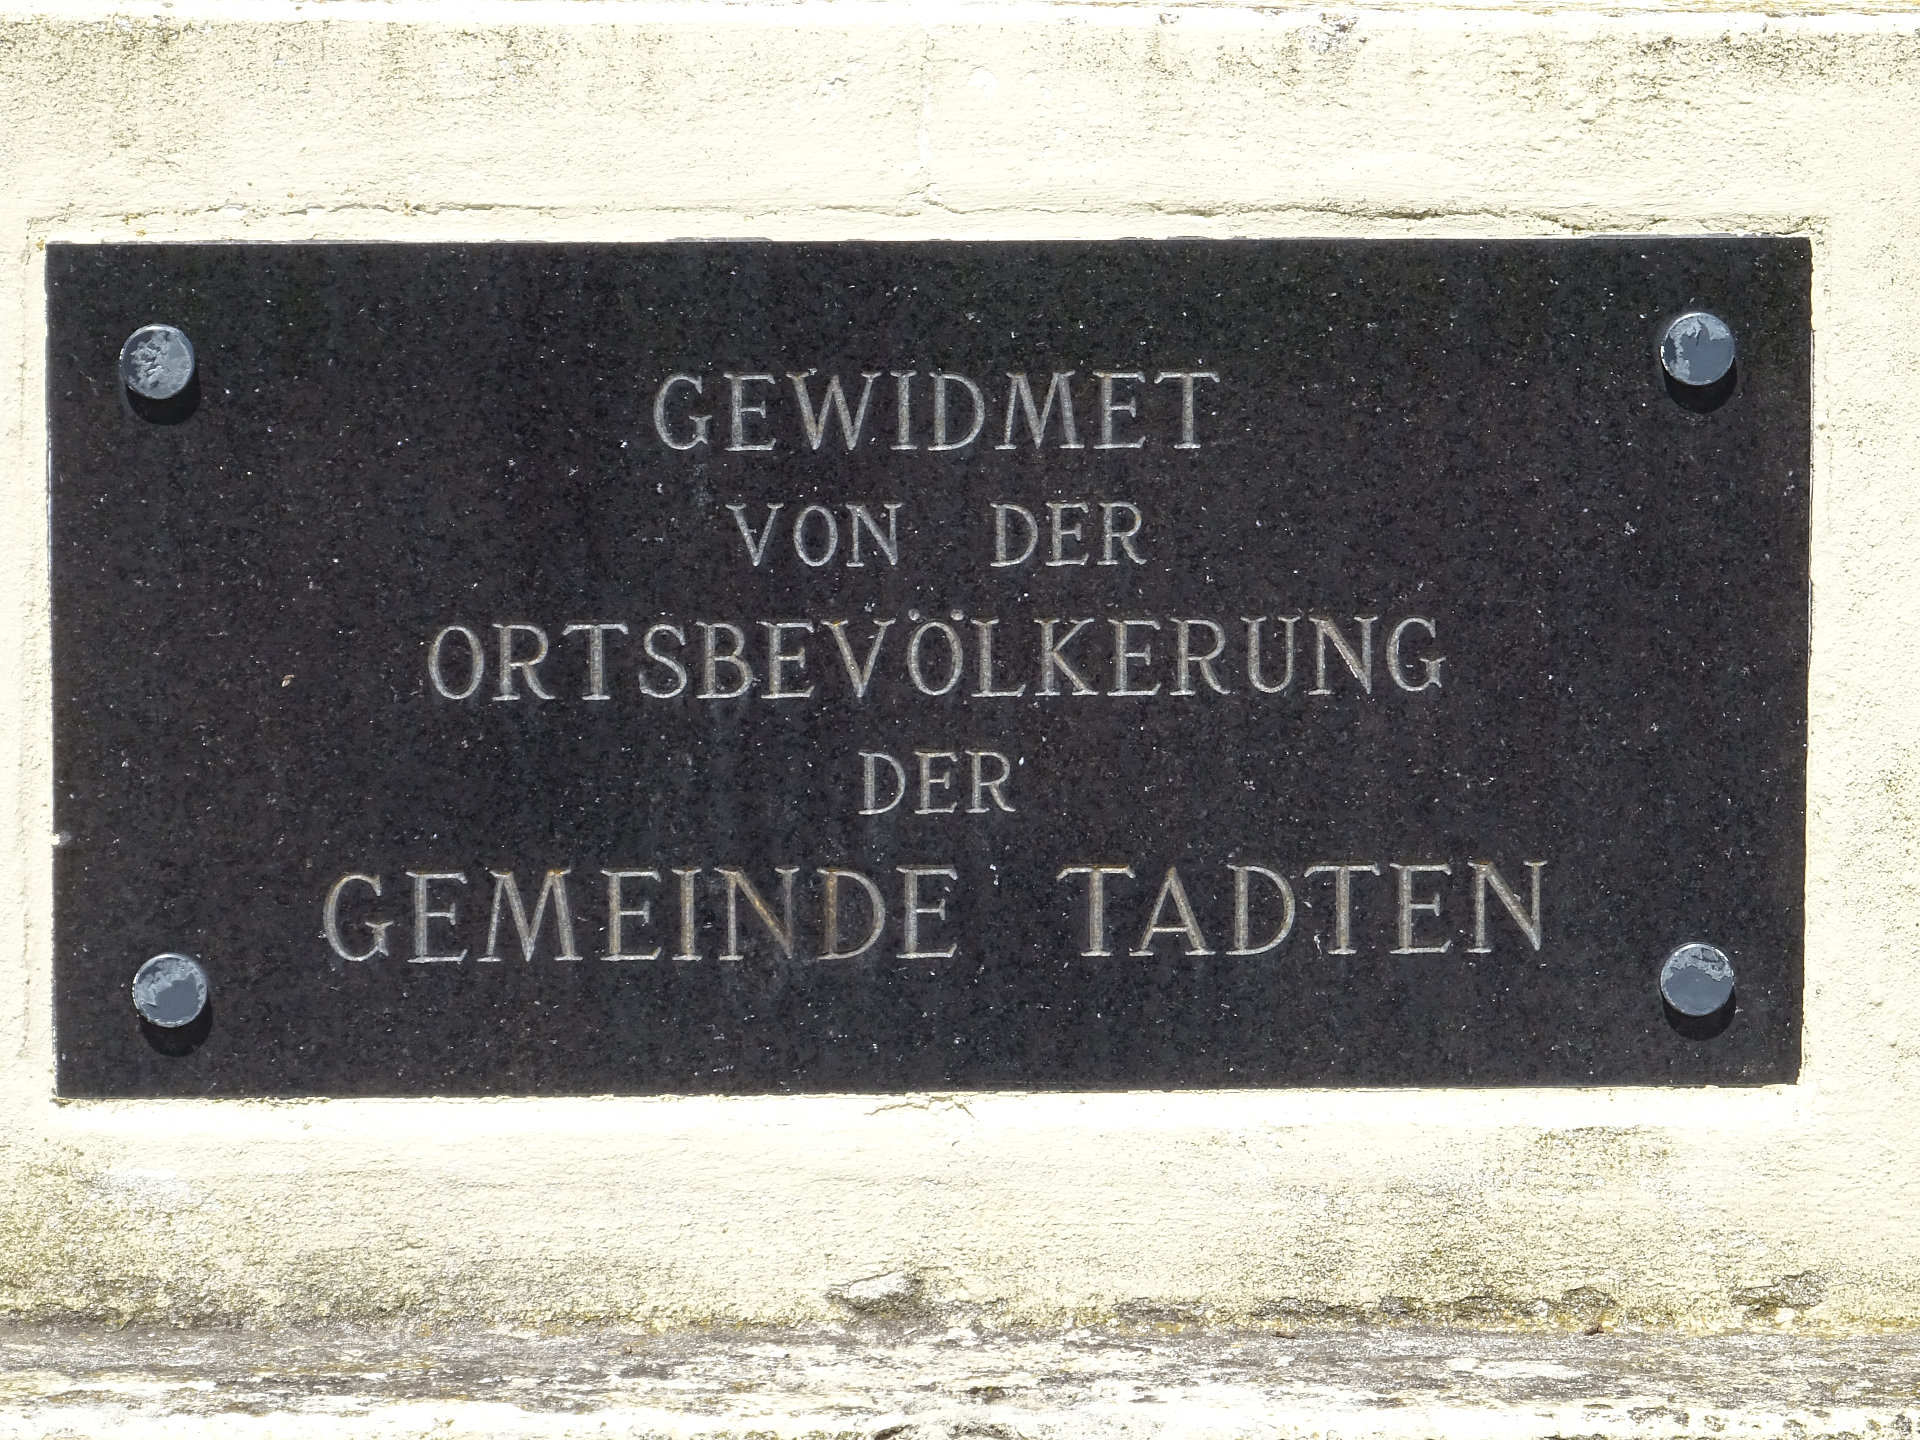 GEWIDMET
VON DER
ORTSBEVÖLKERUNG
DER
GEMEINDE TADTEN